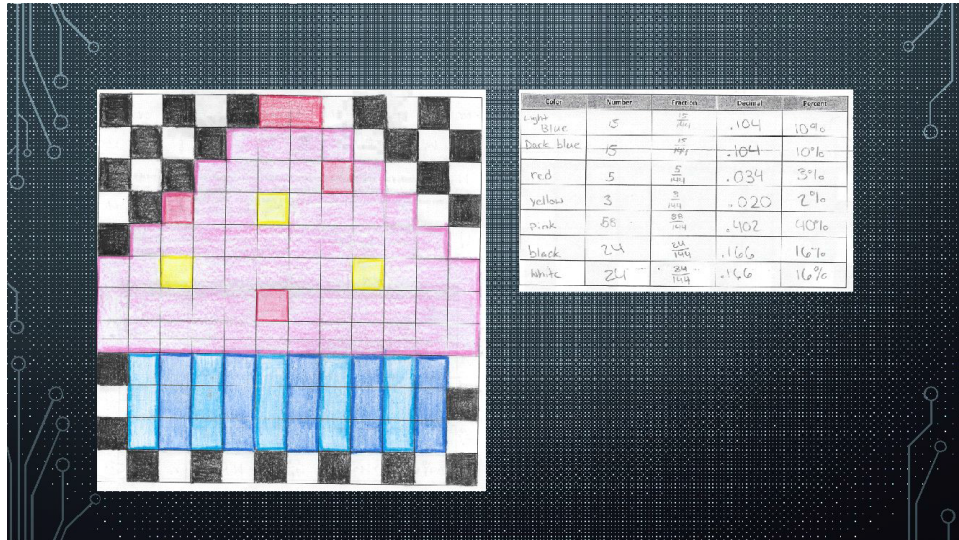 Color Number Fraction Decimal Percent
Light
Blue 15 15/144 .104 10%
Dark blue 15 15/144 .104 10%
red 5 5/144 .034 3%
yellow 3 3/144 .020 2%
pink 58 58/144 .402 40%
black 24 24/144 .166 16%
white 24 24/144 .166 16%